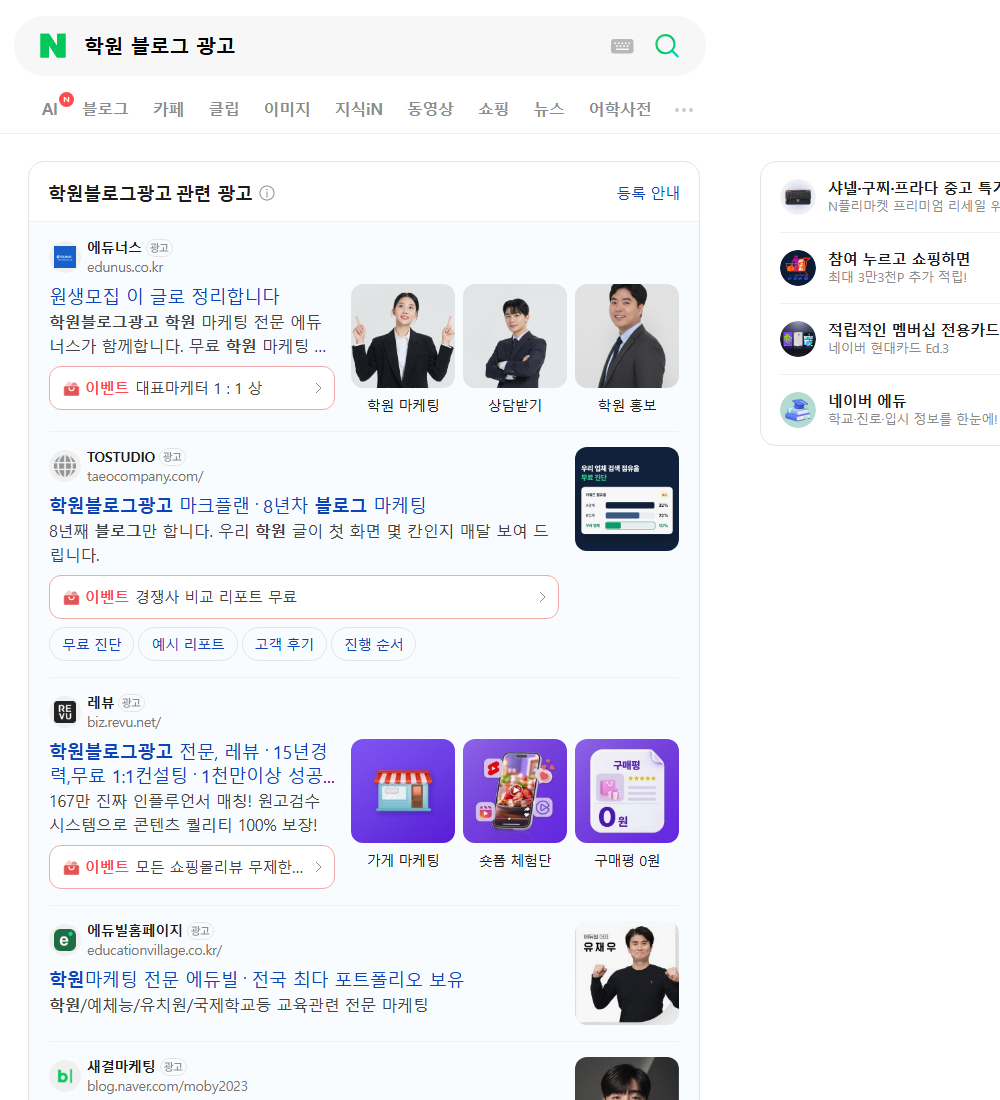 학원 블로그 광고
AI N 블로그 카페 클립 이미지 지식iN 동영상 쇼핑 뉴스 어학사전
학원블로그광고 관련 광고
등록 안내
에듀너스 광고
edunus.co.kr
원생모집 이 글로 정리합니다
학원블로그광고 학원 마케팅 전문 에듀
너스가 함께합니다. 무료 학원 마케팅 ...
이벤트 대표마케터 1 : 1 상
학원 마케팅
상담받기
학원 홍보
TOSTUDIO 광고
taeocompany.com/
학원블로그광고 마크플랜 · 8년차 블로그 마케팅
8년째 블로그만 합니다. 우리 학원 글이 첫 화면 몇 칸인지 매달 보여 드
립니다.
우리 업체 검색 점유율
무료 진단
이벤트 경쟁사 비교 리포트 무료
무료 진단 예시 리포트 고객 후기 진행 순서
레뷰 광고
RE
VU
biz.revu.net/
학원블로그광고 전문, 레뷰 · 15년경
력,무료 1:1컨설팅 · 1천만이상 성공...
167만 진짜 인플루언서 매칭! 원고검수
시스템으로 콘텐츠 퀄리티 100% 보장!
이벤트 모든 쇼핑몰리뷰 무제한...
가게 마케팅
숏폼 체험단
구매평
0원
구매평 0원
에듀빌홈페이지 광고
educationvillage.co.kr/
학원마케팅 전문 에듀빌 · 전국 최다 포트폴리오 보유
학원/예체능/유치원/국제학교등 교육관련 전문 마케팅
에듀빌 대표
유재우
새결마케팅 광고
blog.naver.com/moby2023
샤넬·구찌·프라다 중고 특가
N플리마켓 프리미엄 리세일
참여 누르고 쇼핑하면
최대 3만3천P 추가 적립!
적립적인 멤버십 전용카드
네이버 현대카드 Ed.3
네이버 에듀
학교·진로·입시 정보를 한눈에!